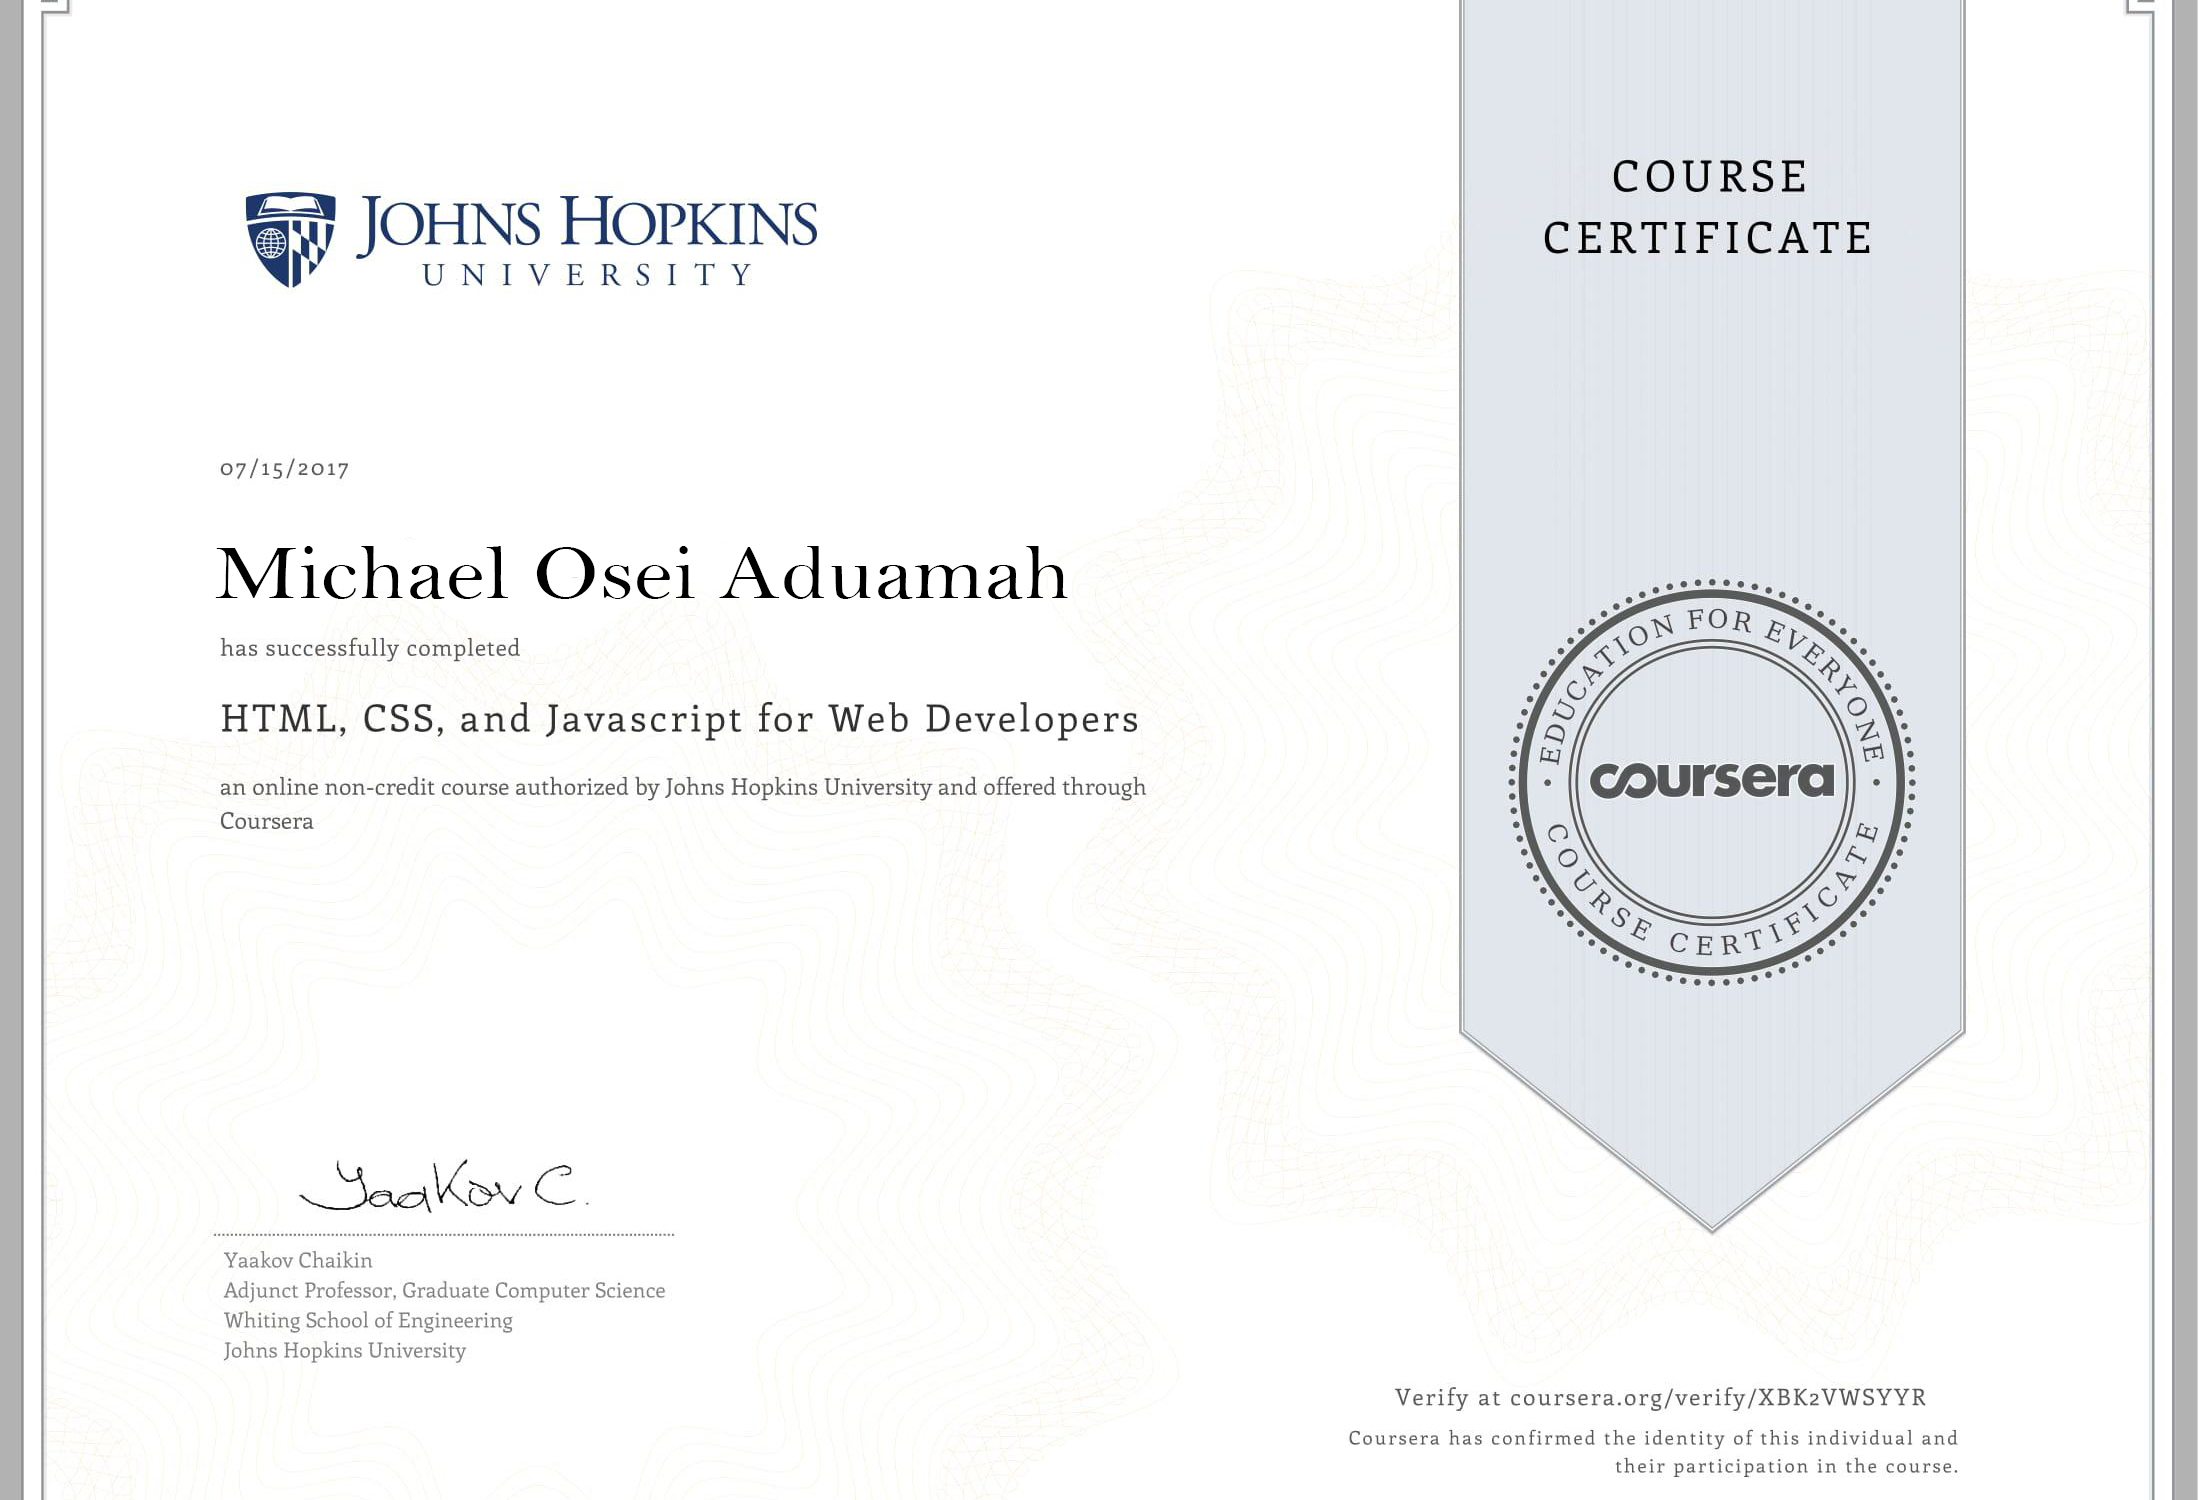 JOHNS HOPKINS
UNIVERSITY
07/15/2017
Michael Osei Aduamah
has successfully completed
HTML, CSS, and Javascript for Web Developers
an online non-credit course authorized by Johns Hopkins University and offered through
Coursera
Yaakov C.
Yaakov Chaikin
Adjunct Professor, Graduate Computer Science
Whiting School of Engineering
Johns Hopkins University
COURSE
CERTIFICATE
EDUCATION FOR EVERYONE
coursera
COURSE CERTIFICATE
Verify at coursera.org/verify/XBK2VWSYYR
Coursera has confirmed the identity of this individual and
their participation in the course.